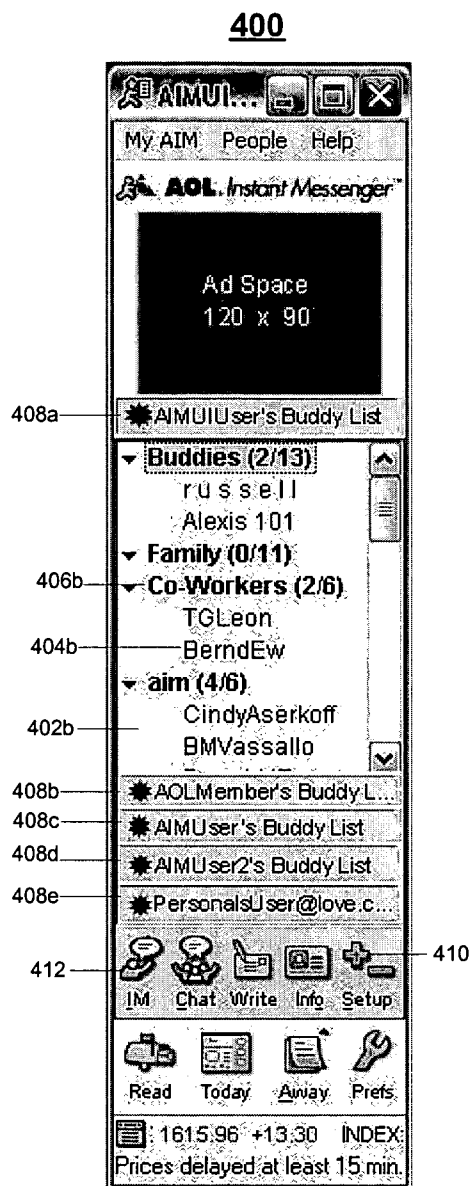 400
AIMUI...
My AIM People Help
AOL Instant Messenger™
Ad Space
120 x 90
408a
AIMUIUser's Buddy List
Buddies (2/13)
r u s s e l l
Alexis 101
Family (0/11)
406b
Co-Workers (2/6)
TGLeon
404b
BerndEw
aim (4/6)
CindyAserkoff
402b
BMVassallo
408b
AOLMember's Buddy L...
408c
AIMUser's Buddy List
408d
AIMUser2's Buddy List
408e
PersonalsUser@love.c...
412
410
IM Chat Write Info Setup
Read Today Away Prefs
1615.96 +13.30 INDEX
Prices delayed at least 15 min.